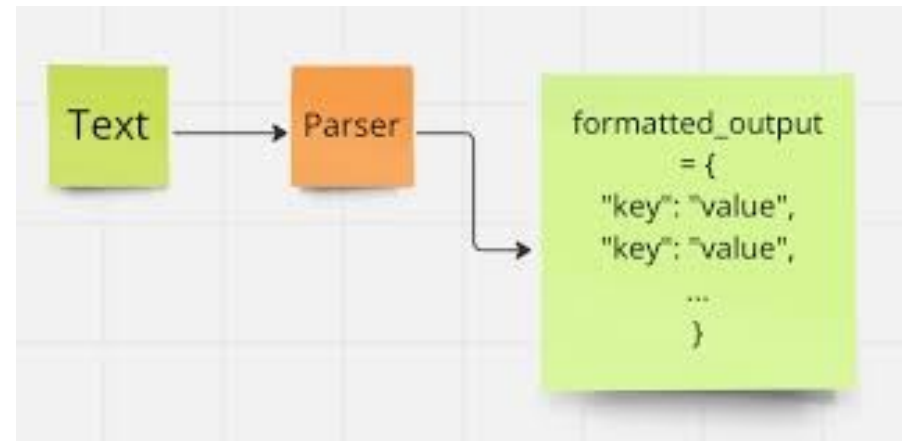 Text
Parser
formatted_output
= {
"key": "value",
"key": "value",
...
}